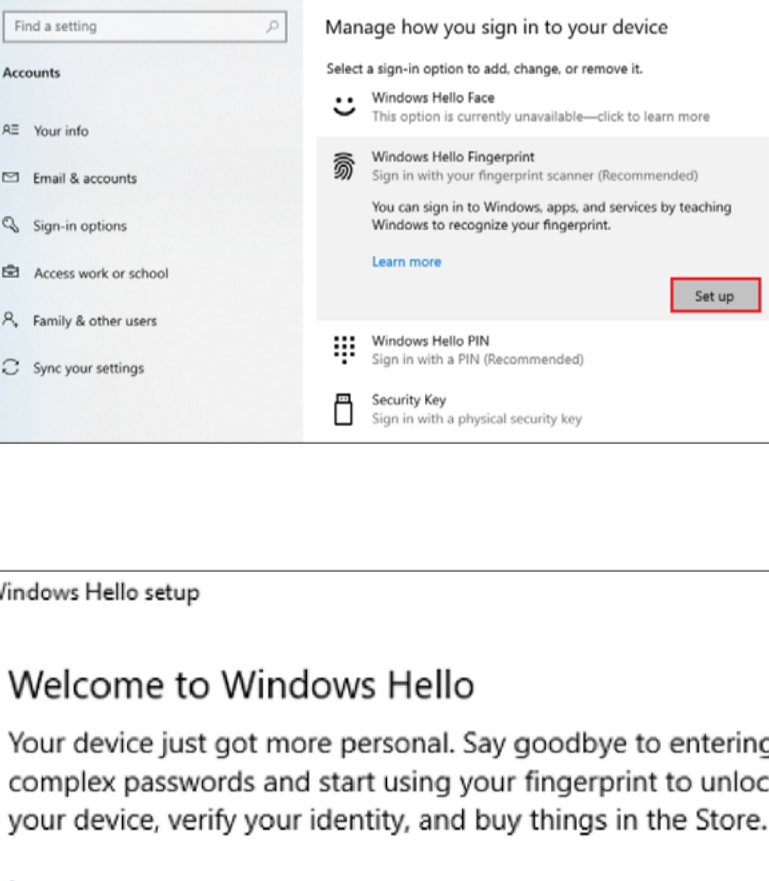 Find a setting
Accounts
Your info
Email & accounts
Sign-in options
Access work or school
Family & other users
Sync your settings
Manage how you sign in to your device
Select a sign-in option to add, change, or remove it.
Windows Hello Face
This option is currently unavailable—click to learn more
Windows Hello Fingerprint
Sign in with your fingerprint scanner (Recommended)
You can sign in to Windows, apps, and services by teaching
Windows to recognize your fingerprint.
Learn more
Set up
Windows Hello PIN
Sign in with a PIN (Recommended)
Security Key
Sign in with a physical security key
Windows Hello setup
Welcome to Windows Hello
Your device just got more personal. Say goodbye to entering
complex passwords and start using your fingerprint to unloc
your device, verify your identity, and buy things in the Store.